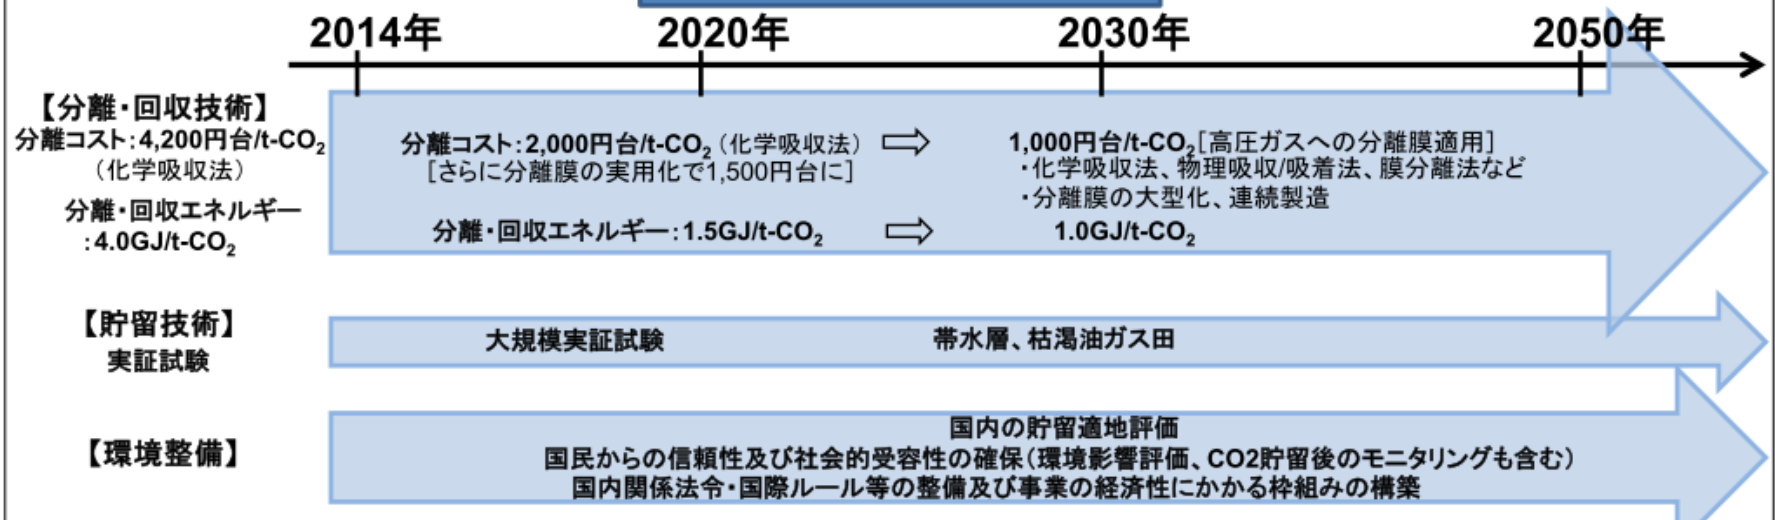 2014年 2020年 2030年 2050年
【分離・回収技術】
分離コスト：4,200円台/t-CO₂
（化学吸収法）
分離・回収エネルギー
：4.0GJ/t-CO₂
分離コスト：2,000円台/t-CO₂（化学吸収法） ⇨ 1,000円台/t-CO₂[高圧ガスへの分離膜適用]
[さらに分離膜の実用化で1,500円台に]
・化学吸収法、物理吸収/吸着法、膜分離法など
・分離膜の大型化、連続製造
分離・回収エネルギー：1.5GJ/t-CO₂ ⇨ 1.0GJ/t-CO₂
【貯留技術】
実証試験
大規模実証試験 帯水層、枯渇油ガス田
【環境整備】
国内の貯留適地評価
国民からの信頼性及び社会的受容性の確保（環境影響評価、CO2貯留後のモニタリングも含む）
国内関係法令・国際ルール等の整備及び事業の経済性にかかる枠組みの構築